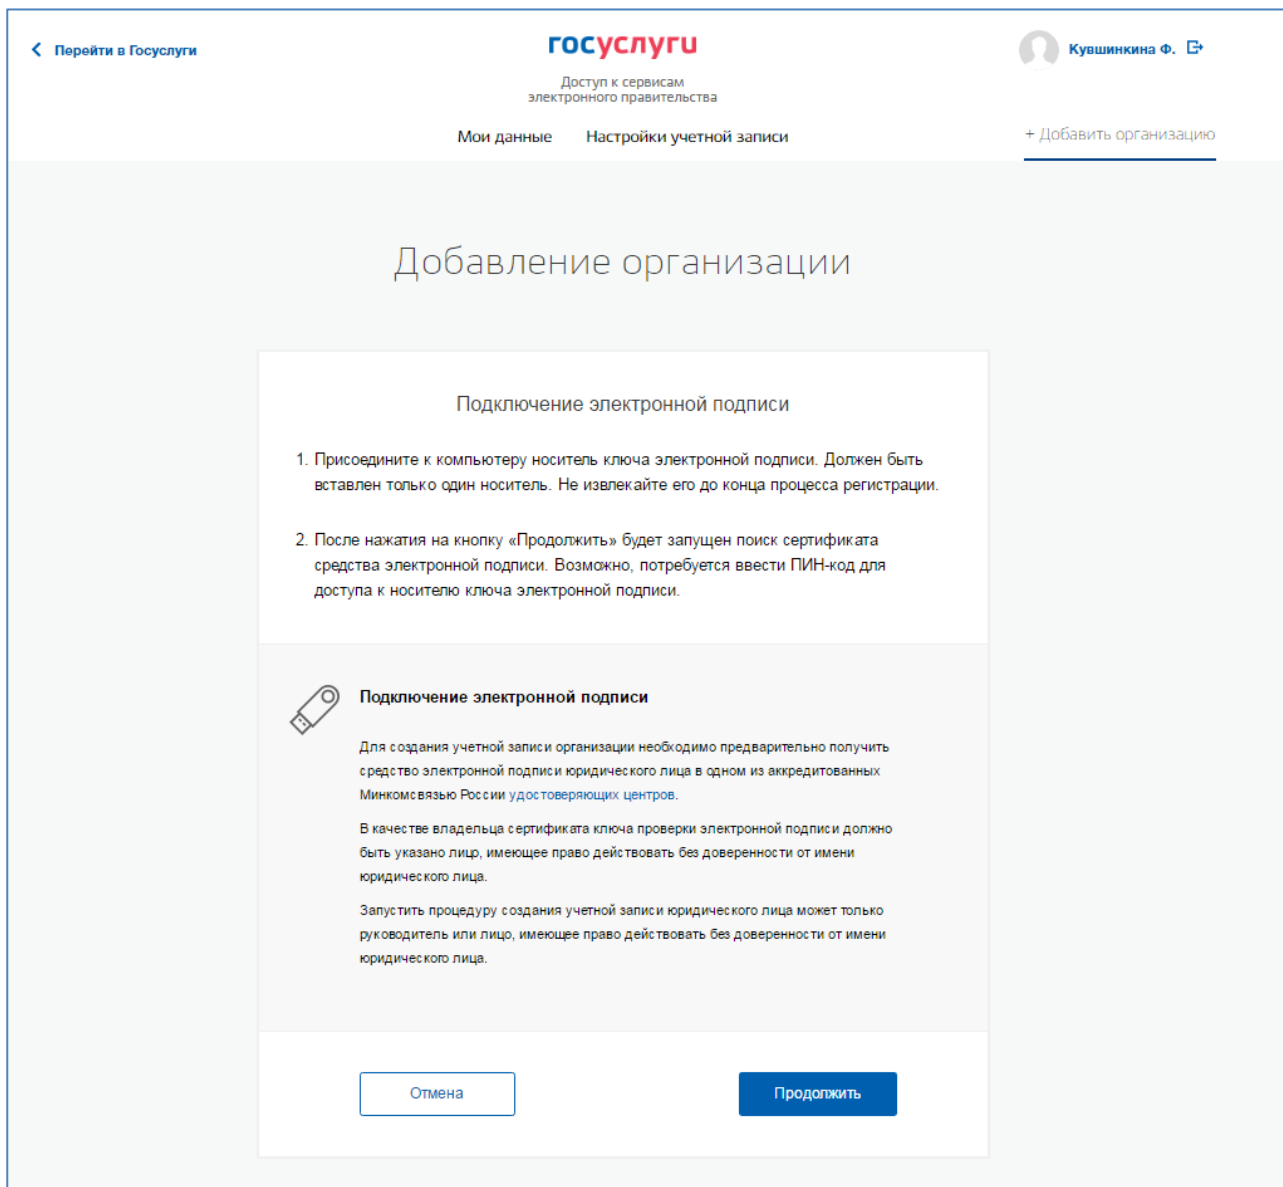 Перейти в Госуслуги
госуслуги
Кувшинкина Ф.
Доступ к сервисам
электронного правительства
Мои данные Настройки учетной записи
+ Добавить организацию
Добавление организации
Подключение электронной подписи
1. Присоедините к компьютеру носитель ключа электронной подписи. Должен быть
вставлен только один носитель. Не извлекайте его до конца процесса регистрации.
2. После нажатия на кнопку «Продолжить» будет запущен поиск сертификата
средства электронной подписи. Возможно, потребуется ввести ПИН-код для
доступа к носителю ключа электронной подписи.
Подключение электронной подписи
Для создания учетной записи организации необходимо предварительно получить
средство электронной подписи юридического лица в одном из аккредитованных
Минкомсвязью России удостоверяющих центров.
В качестве владельца сертификата ключа проверки электронной подписи должно
быть указано лицо, имеющее право действовать без доверенности от имени
юридического лица.
Запустить процедуру создания учетной записи юридического лица может только
руководитель или лицо, имеющее право действовать без доверенности от имени
юридического лица.
Отмена
Продолжить